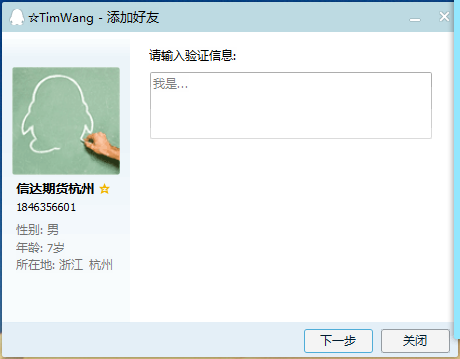 ☆TimWang - 添加好友
请输入验证信息:
我是...
信达期货杭州 ☆
1846356601
性别: 男
年龄: 7岁
所在地: 浙江 杭州
下一步
关闭